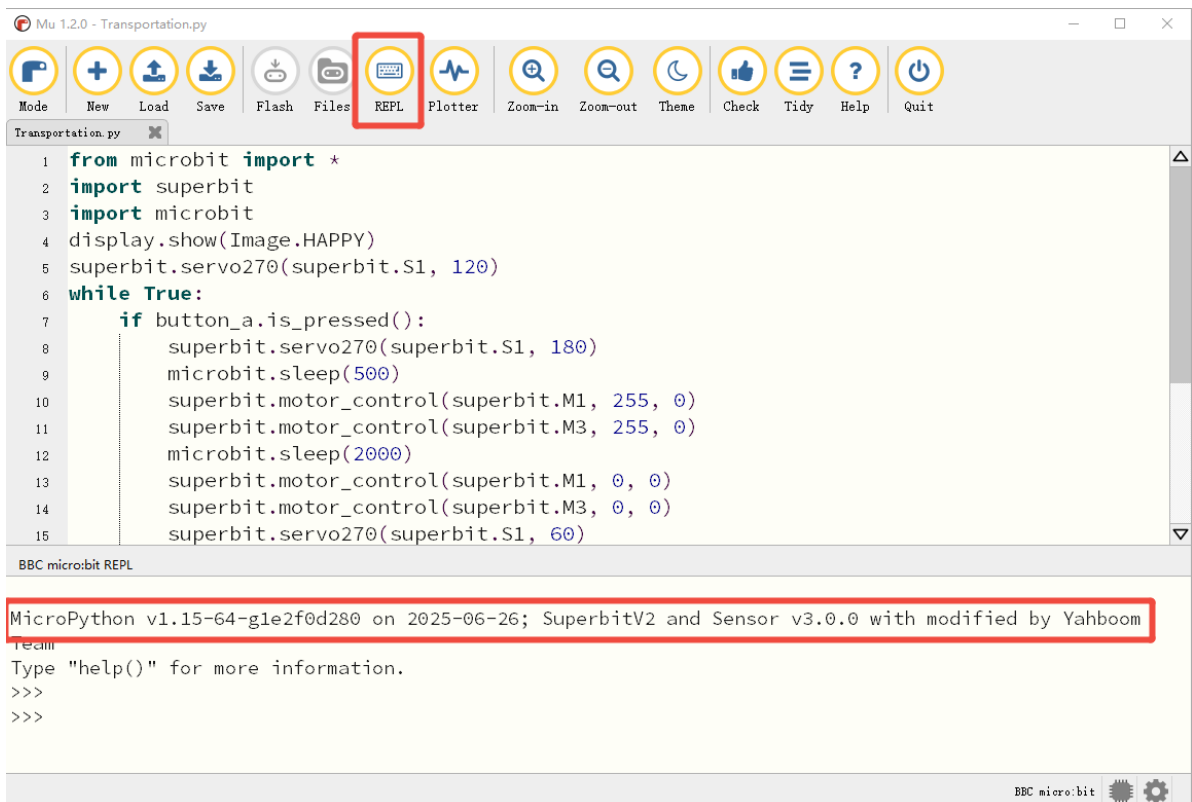 Mu 1.2.0 - Transportation.py
Mode New Load Save Flash Files REPL Plotter Zoom-in Zoom-out Theme Check Tidy Help Quit
Transportation.py
1 from microbit import *
2 import superbit
3 import microbit
4 display.show(Image.HAPPY)
5 superbit.servo270(superbit.S1, 120)
6 while True:
7     if button_a.is_pressed():
8         superbit.servo270(superbit.S1, 180)
9         microbit.sleep(500)
10         superbit.motor_control(superbit.M1, 255, 0)
11         superbit.motor_control(superbit.M3, 255, 0)
12         microbit.sleep(2000)
13         superbit.motor_control(superbit.M1, 0, 0)
14         superbit.motor_control(superbit.M3, 0, 0)
15         superbit.servo270(superbit.S1, 60)
BBC micro:bit REPL
MicroPython v1.15-64-g1e2f0d280 on 2025-06-26; SuperbitV2 and Sensor v3.0.0 with modified by Yahboom
Team
Type "help()" for more information.
>>>
>>>
BBC micro:bit